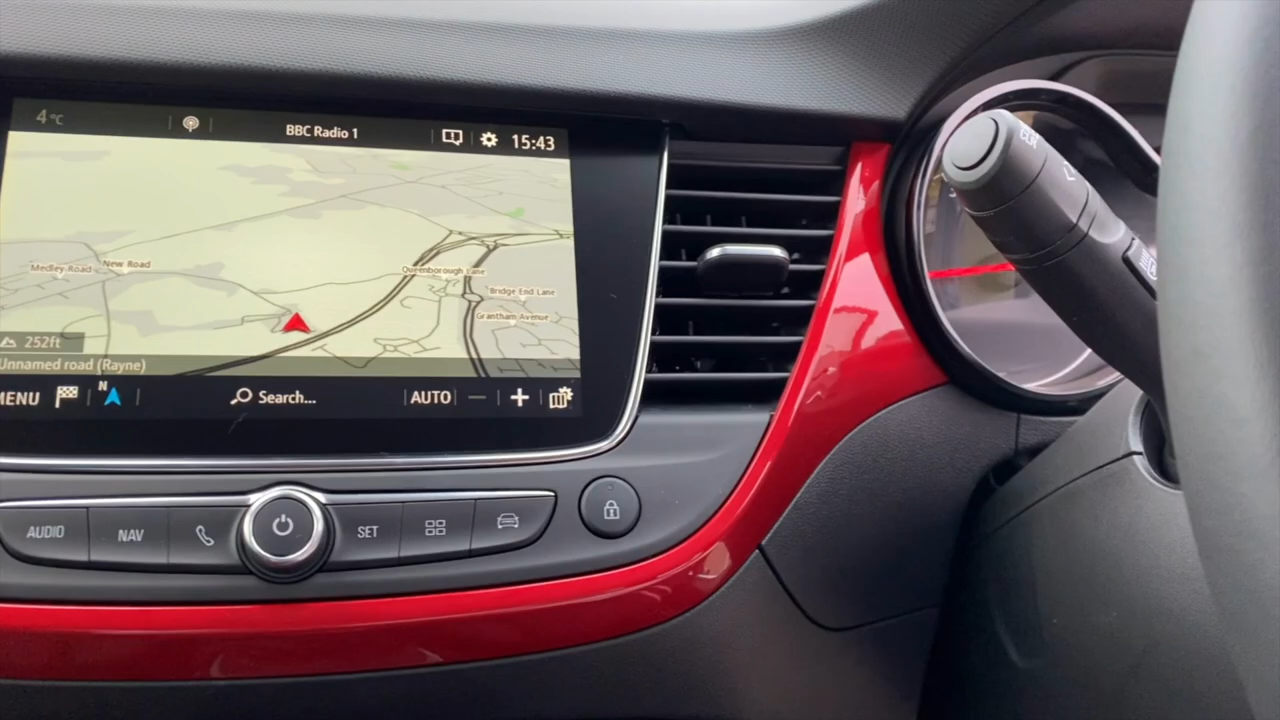 4°C
BBC Radio 1
15:43
Medley Road
New Road
Queenborough Lane
Bridge End Lane
Grantham Avenue
252ft
Unnamed road (Rayne)
MENU
N
Search...
AUTO
AUDIO
NAV
SET
CLR